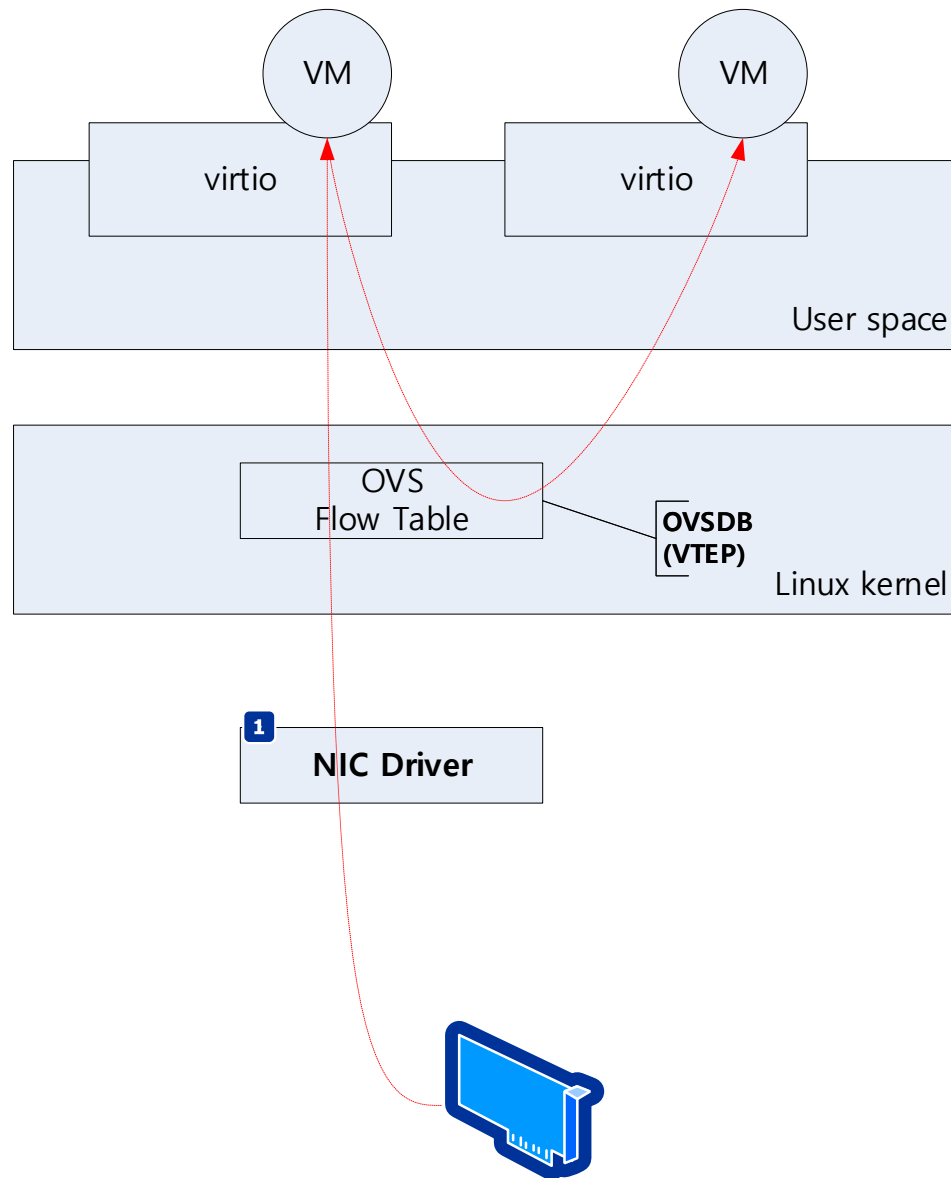 VM
VM
virtio
virtio
User space
OVS
Flow Table
OVSDB
(VTEP)
Linux kernel
1
NIC Driver